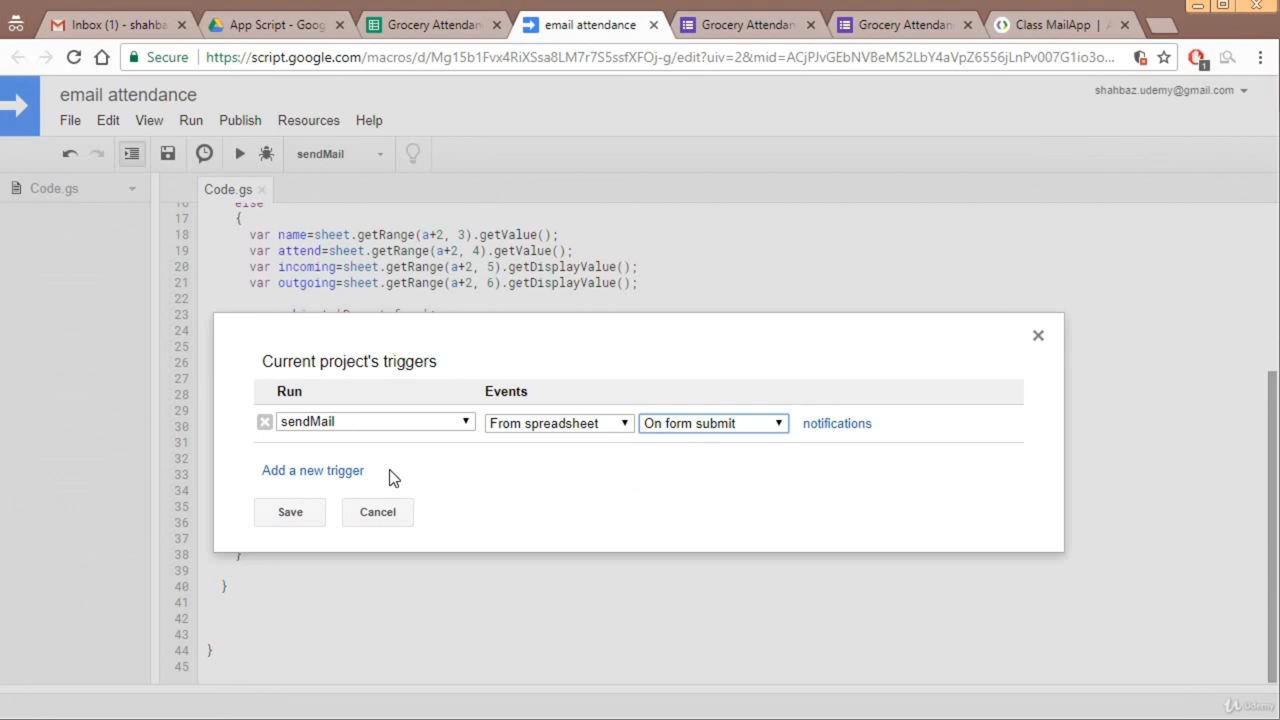 Inbox (1) - shahba
App Script - Goog
Grocery Attendan
email attendance
Grocery Attendan
Grocery Attendan
Class MailApp | A
Secure
https://script.google.com/macros/d/Mg15b1Fvx4RiXSsa8LM7r7S5ssfXFOj-g/edit?uiv=2&mid=ACjPJvGEbNVBeM52LbY4aVpZ6556jLnPv007G1io3o...
1
email attendance
shahbaz.udemy@gmail.com
File Edit View Run Publish Resources Help
sendMail
Code.gs
Code.gs
16 else
17 {
18 var name=sheet.getRange(a+2, 3).getValue();
19 var attend=sheet.getRange(a+2, 4).getValue();
20 var incoming=sheet.getRange(a+2, 5).getDisplayValue();
21 var outgoing=sheet.getRange(a+2, 6).getDisplayValue();
22
23
24
25
26
27
28
29
30
31
32
33
34
35
36
37
38 }
39
40 }
41
42
43
44 }
45
Current project's triggers
Run Events
sendMail From spreadsheet On form submit notifications
Add a new trigger
Save Cancel
Udemy